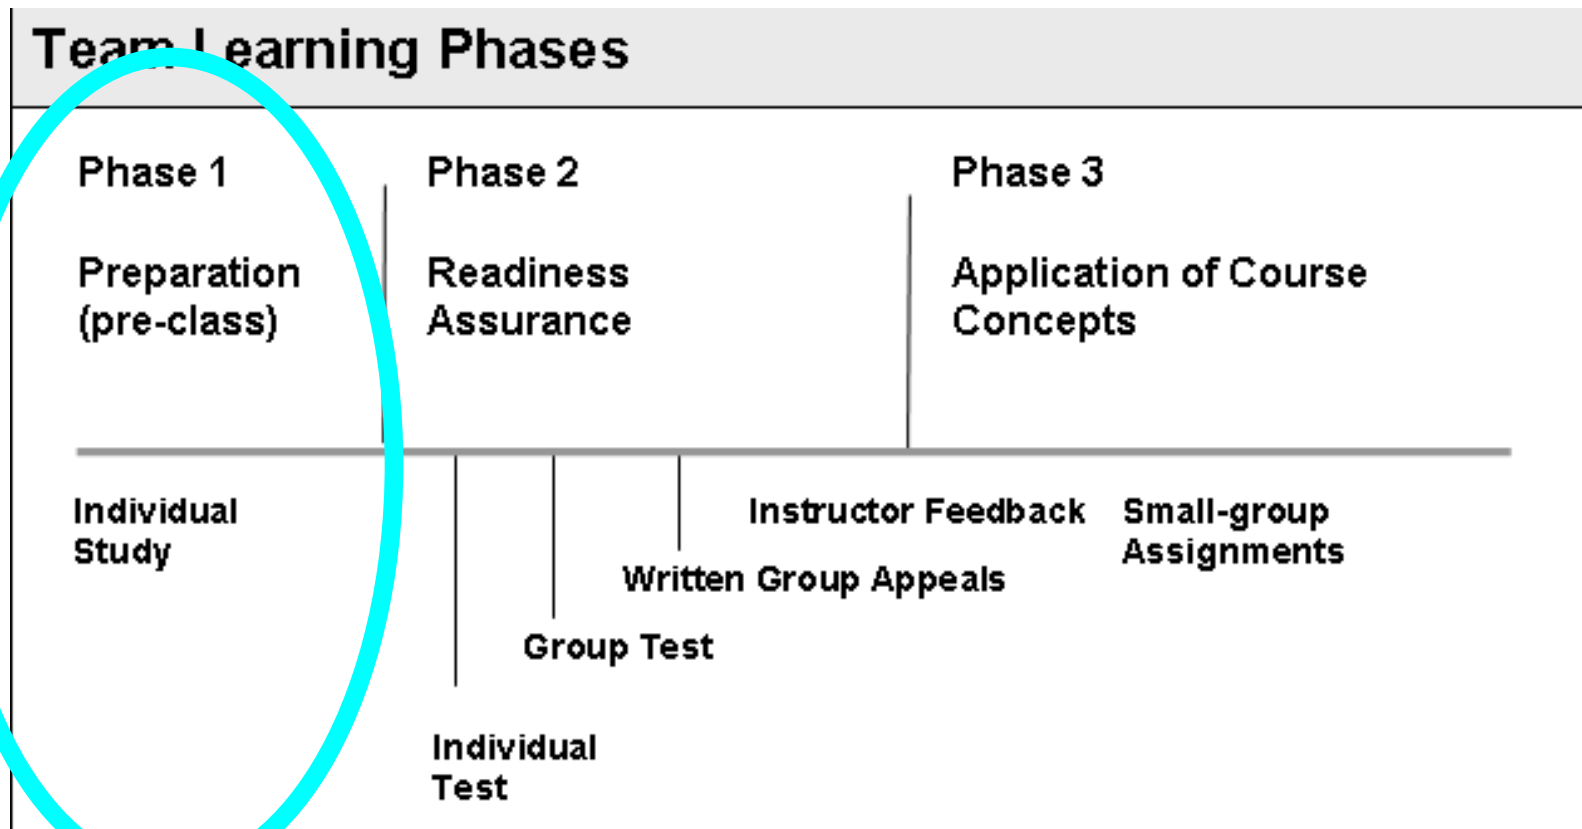 Team Learning Phases
Phase 1
Preparation
(pre-class)
Phase 2
Readiness
Assurance
Phase 3
Application of Course
Concepts
Individual
Study
Individual
Test
Group Test
Written Group Appeals
Instructor Feedback
Small-group
Assignments